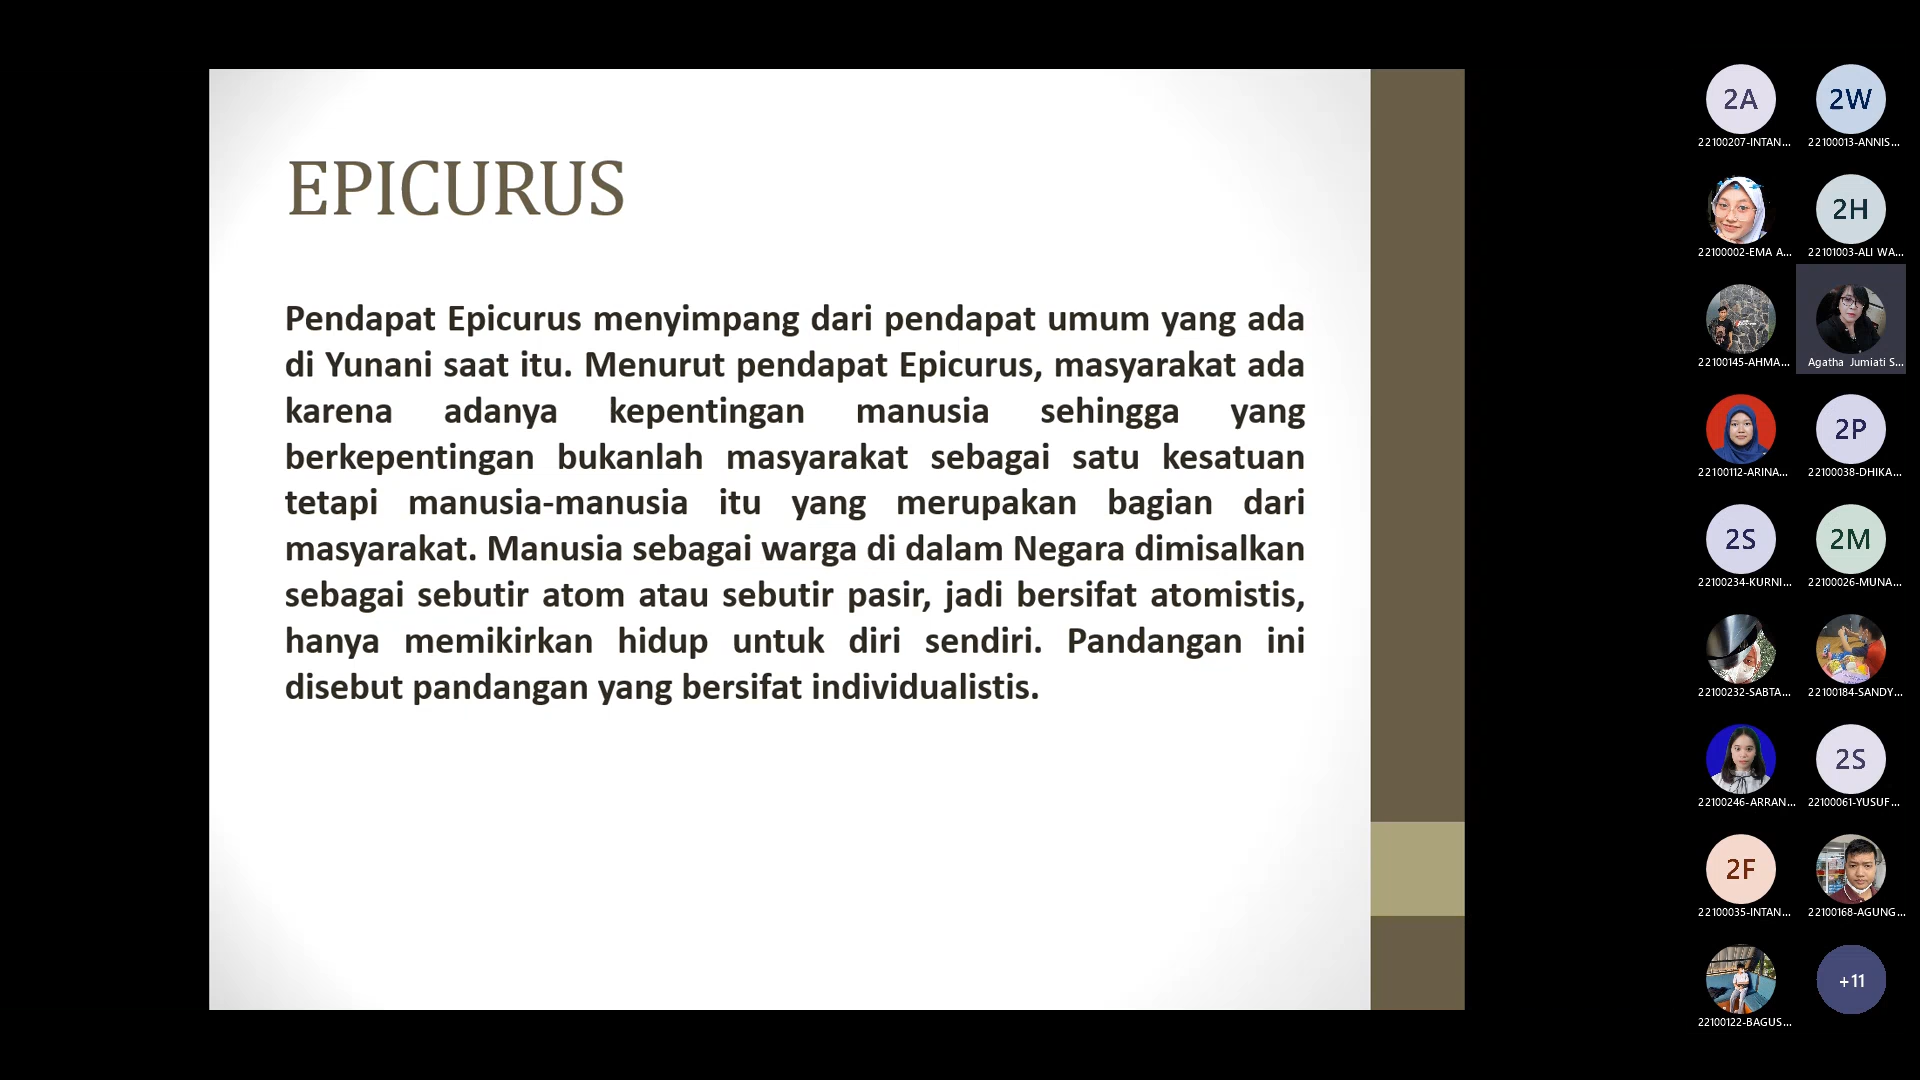 EPICURUS
Pendapat Epicurus menyimpang dari pendapat umum yang ada
di Yunani saat itu. Menurut pendapat Epicurus, masyarakat ada
karena adanya kepentingan manusia sehingga yang
berkepentingan bukanlah masyarakat sebagai satu kesatuan
tetapi manusia-manusia itu yang merupakan bagian dari
masyarakat. Manusia sebagai warga di dalam Negara dimisalkan
sebagai sebutir atom atau sebutir pasir, jadi bersifat atomistis,
hanya memikirkan hidup untuk diri sendiri. Pandangan ini
disebut pandangan yang bersifat individualistis.
2A
2W
22100207-INTAN...
22100013-ANNIS...
2H
22100002-EMA A...
22101003-ALI WA...
22100145-AHMA...
Agatha Jumiati S...
2P
22100112-ARINA...
22100038-DHIKA...
2S
2M
22100234-KURNI...
22100026-MUNA...
22100232-SABTA...
22100184-SANDY...
2S
22100246-ARRAN...
22100061-YUSUF...
2F
22100035-INTAN...
22100168-AGUNG...
+11
22100122-BAGUS...